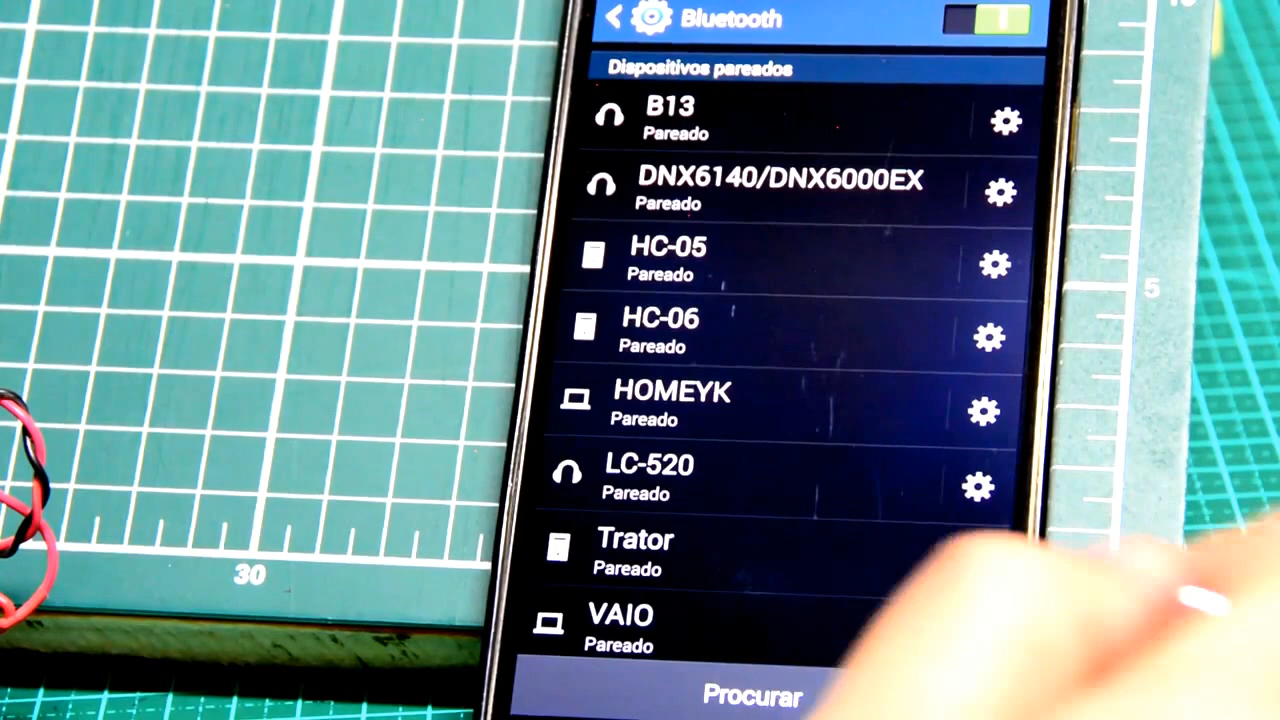 Bluetooth
Dispositivos pareados
B13
Pareado
DNX6140/DNX6000EX
Pareado
HC-05
Pareado
HC-06
Pareado
HOMEYK
Pareado
LC-520
Pareado
Trator
Pareado
VAIO
Pareado
Procurar
30
5